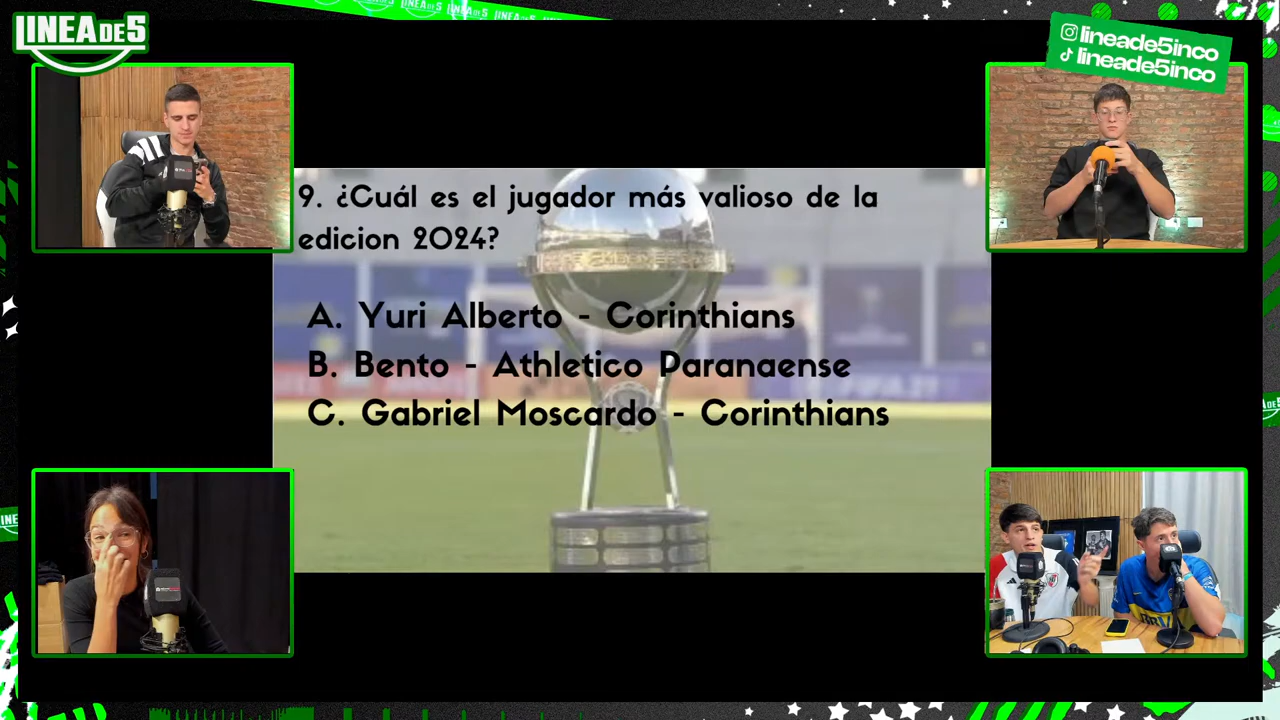 LINEA DE 5
lineade5inco
lineade5inco
9. ¿Cuál es el jugador más valioso de la
edicion 2024?
A. Yuri Alberto - Corinthians
B. Bento - Athletico Paranaense
C. Gabriel Moscardo - Corinthians